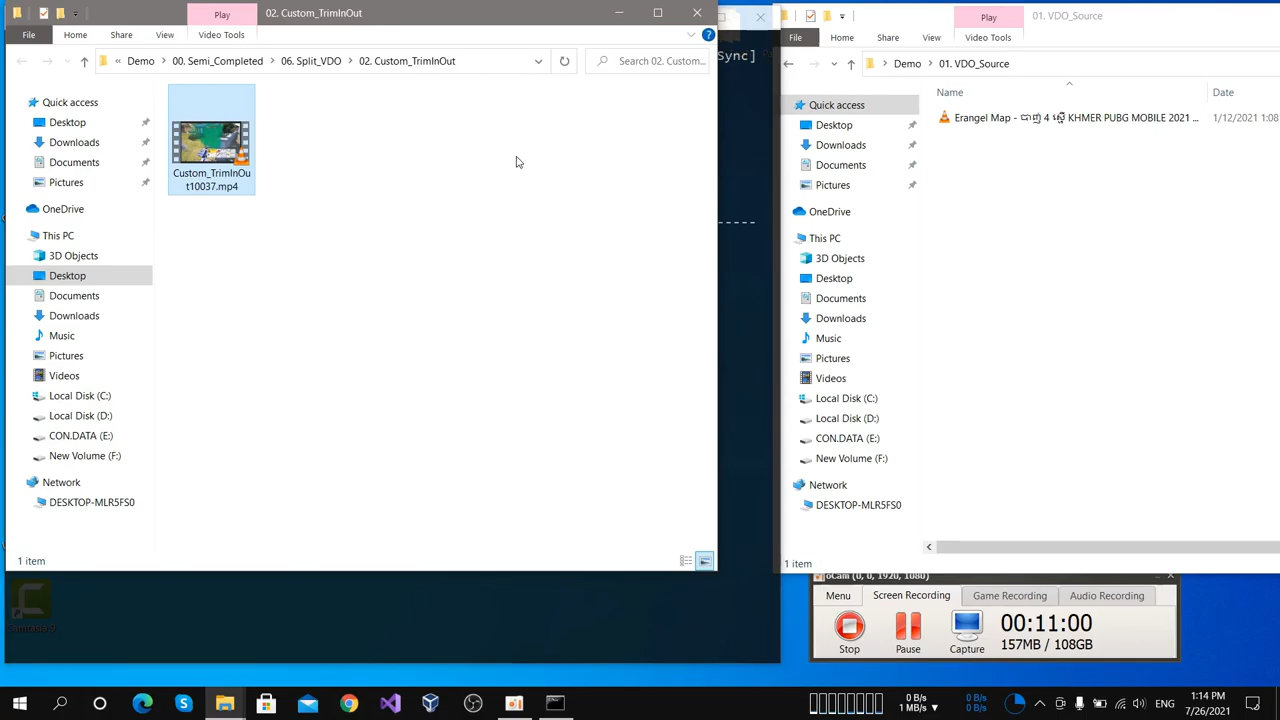 Play
02. Custom_TrimInOut
File
Home
Share
View
Video Tools
« Demo > 00. Semi_Completed > 06. Split_VDO > 02. Custom_TrimInOut
Search 02. Custom...
Quick access
Desktop
Downloads
Documents
Pictures
OneDrive
This PC
3D Objects
Desktop
Documents
Downloads
Music
Pictures
Videos
Local Disk (C:)
Local Disk (D:)
CON.DATA (E:)
New Volume (F:)
Network
DESKTOP-MLR5FS0
Custom_TrimInOu
t10037.mp4
1 item
Sync]
--------
Play
01. VDO_Source
File
Home
Share
View
Video Tools
> Demo > 01. VDO_Source
Name
Date
Erangel Map - បាញ់ 4 ស្មើ KHMER PUBG MOBILE 2021 ...
1/12/2021 1:08
Quick access
Desktop
Downloads
Documents
Pictures
OneDrive
This PC
3D Objects
Desktop
Documents
Downloads
Music
Pictures
Videos
Local Disk (C:)
Local Disk (D:)
CON.DATA (E:)
New Volume (F:)
Network
DESKTOP-MLR5FS0
1 item
oCam (0, 0, 1920, 1080)
Menu
Screen Recording
Game Recording
Audio Recording
Stop
Pause
Capture
00:11:00
157MB / 108GB
0 B/s
1 MB/s
0 B/s
0 B/s
ENG
1:14 PM
7/26/2021